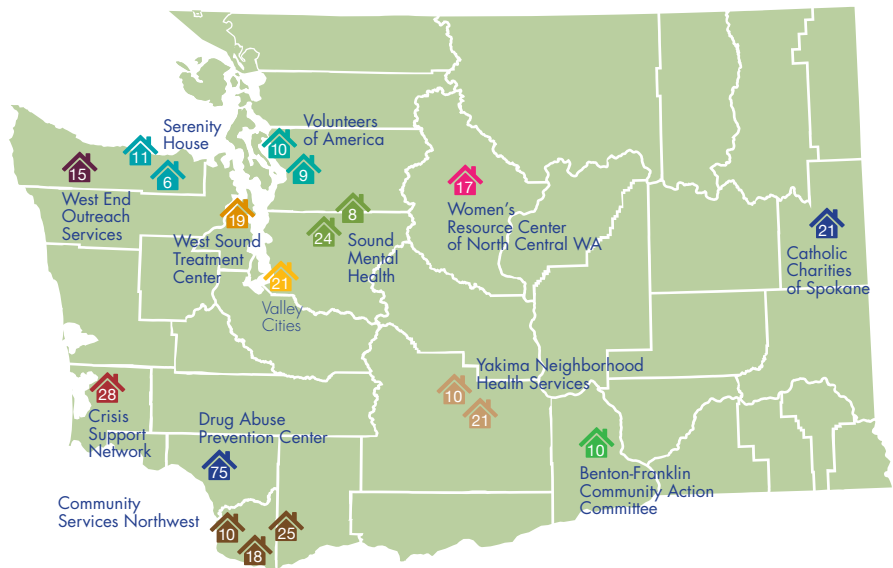 Serenity
House
Volunteers
of America
10
11
9
15
6
17
West End
Outreach
Services
8
19
24
West Sound
Treatment
Center
Sound
Mental
Health
Women's
Resource Center
of North Central WA
21
Catholic
Charities
of Spokane
21
Valley
Cities
28
Crisis
Support
Network
Yakima Neighborhood
Health Services
10
21
Drug Abuse
Prevention Center
75
10
Benton-Franklin
Community Action
Committee
Community
Services Northwest
10
18
25